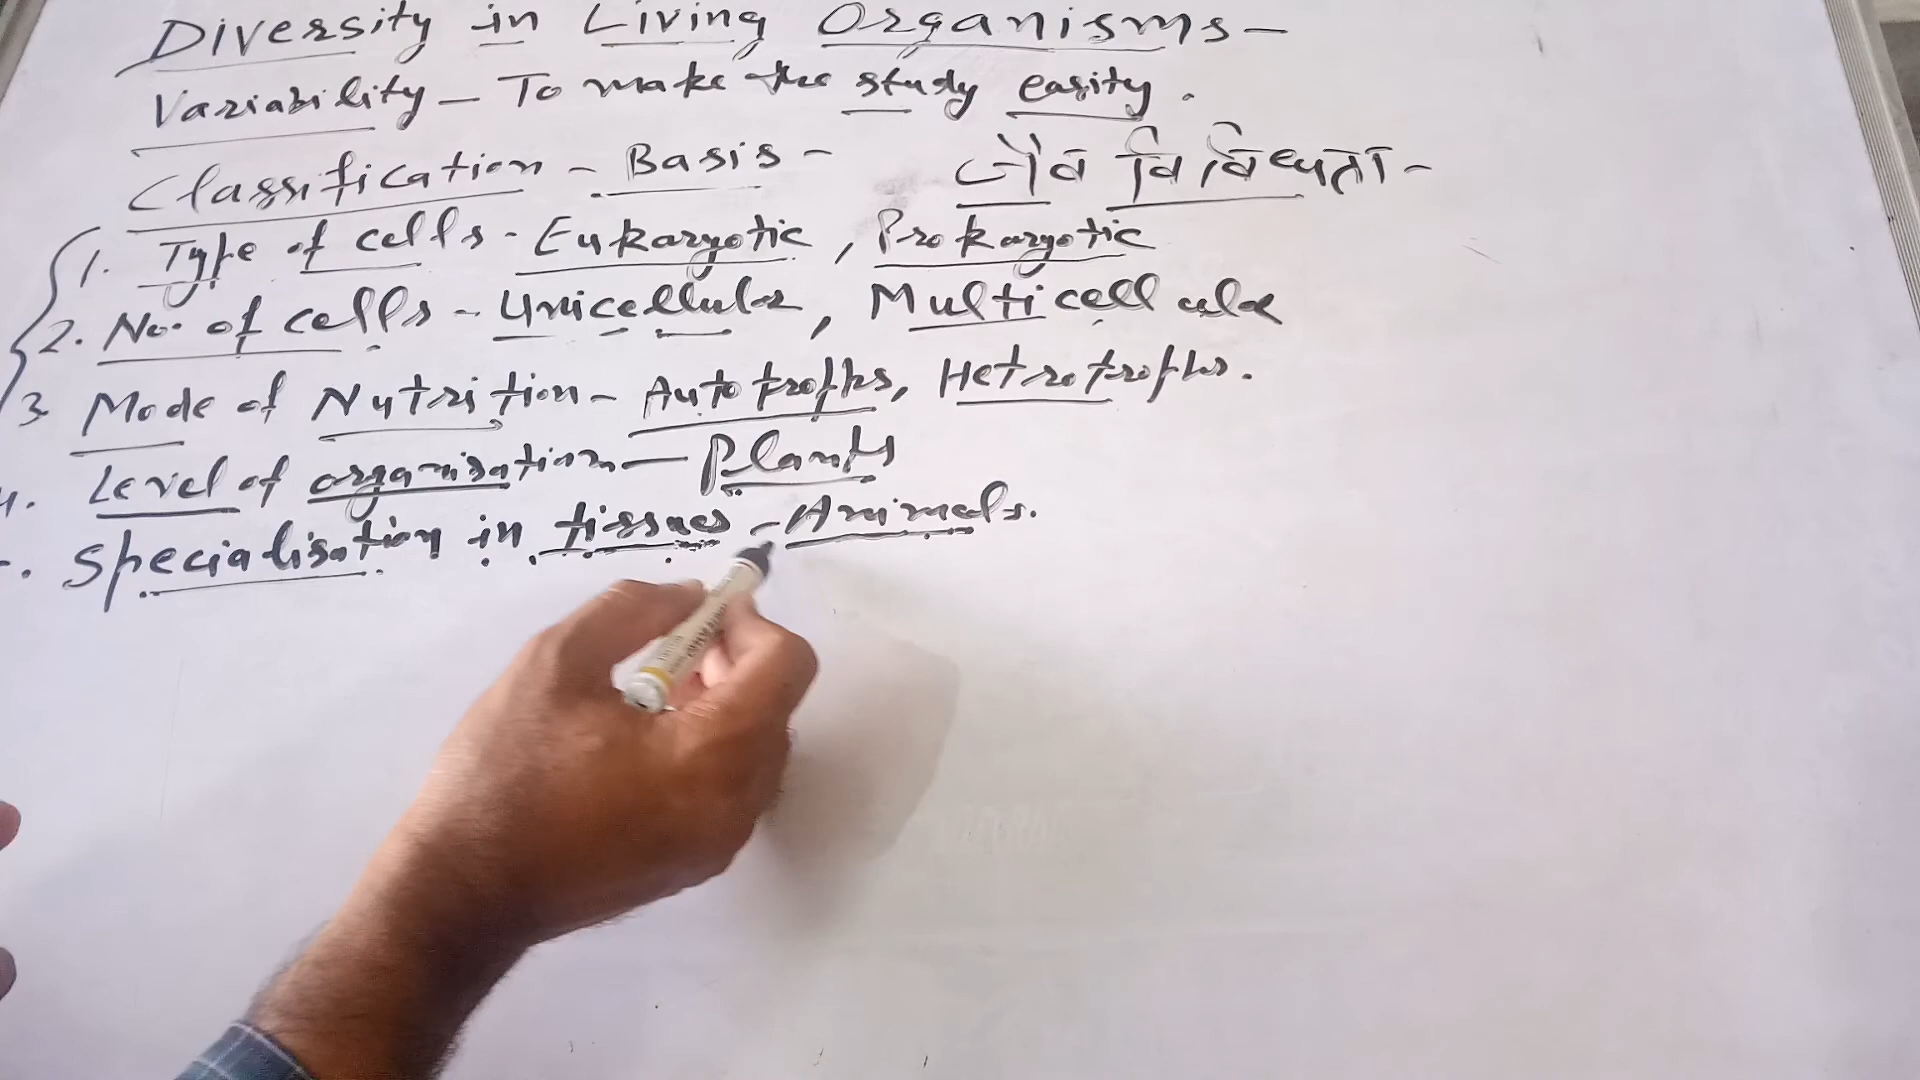 Diversity in Living Organisms-
Variability - To make the study easity.
Classification - Basis - जैव विविधता-
1. Type of cells - Eukaryotic, Prokaryotic
2. No. of cells - Unicellular, Multicellular
3 Mode of Nutrition - Autotrophs, Hetrotrophs.
4. Level of organisation - Plants
. Specialisation in tissues - Animals.